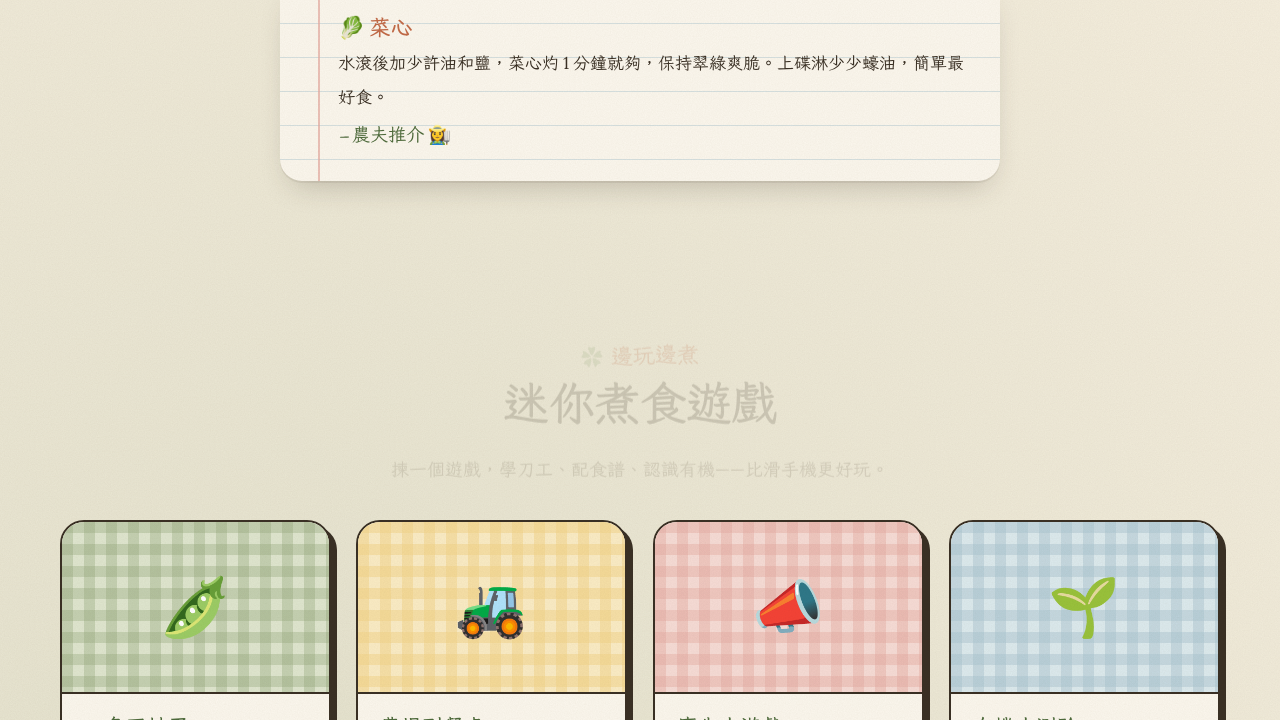 菜心
水滾後加少許油和鹽，菜心灼1分鐘就夠，保持翠綠爽脆。上碟淋少少蠔油，簡單最
好食。
–農夫推介
邊玩邊煮
迷你煮食遊戲
揀一個遊戲，學刀工、配食譜、認識有機——比滑手機更好玩。